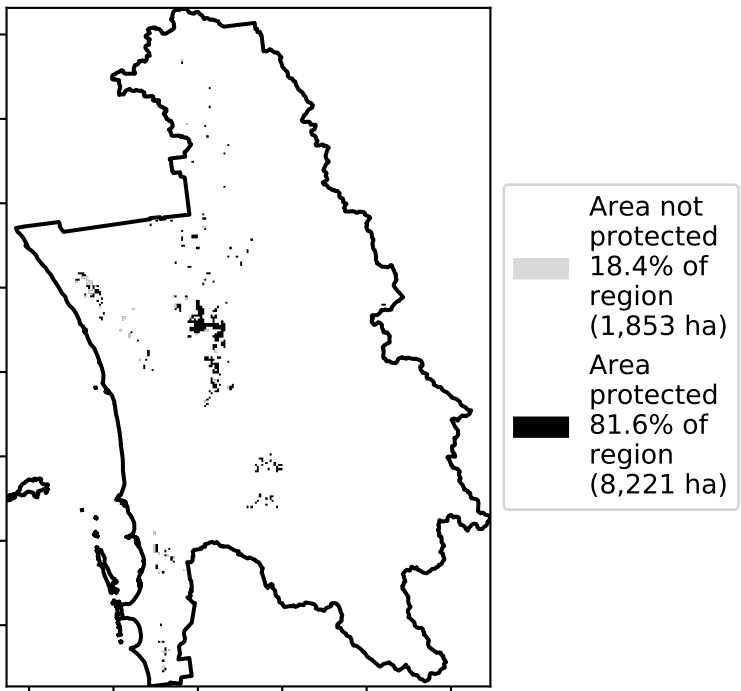 Area not
protected
18.4% of
region
(1,853 ha)
Area
protected
81.6% of
region
(8,221 ha)